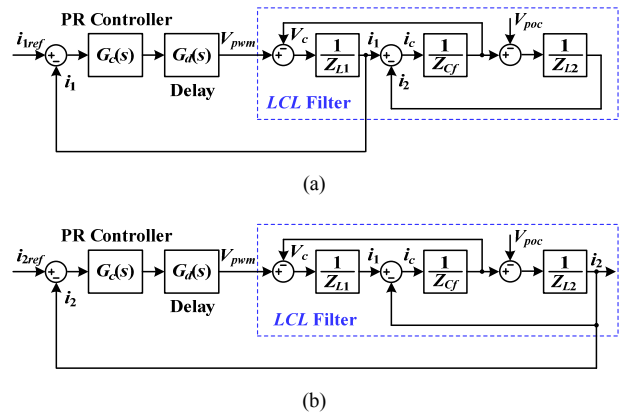 PR Controller
i1ref
+
−
i1
Gc(s)
Gd(s)
Delay
Vpwm
+
−
Vc
1
ZL1
i1
+
−
ic
i2
1
ZCf
Vpoc
+
−
1
ZL2
LCL Filter
(a)
PR Controller
i2ref
+
−
i2
Gc(s)
Gd(s)
Delay
Vpwm
+
−
Vc
1
ZL1
i1
+
−
ic
1
ZCf
Vpoc
+
−
1
ZL2
i2
LCL Filter
(b)